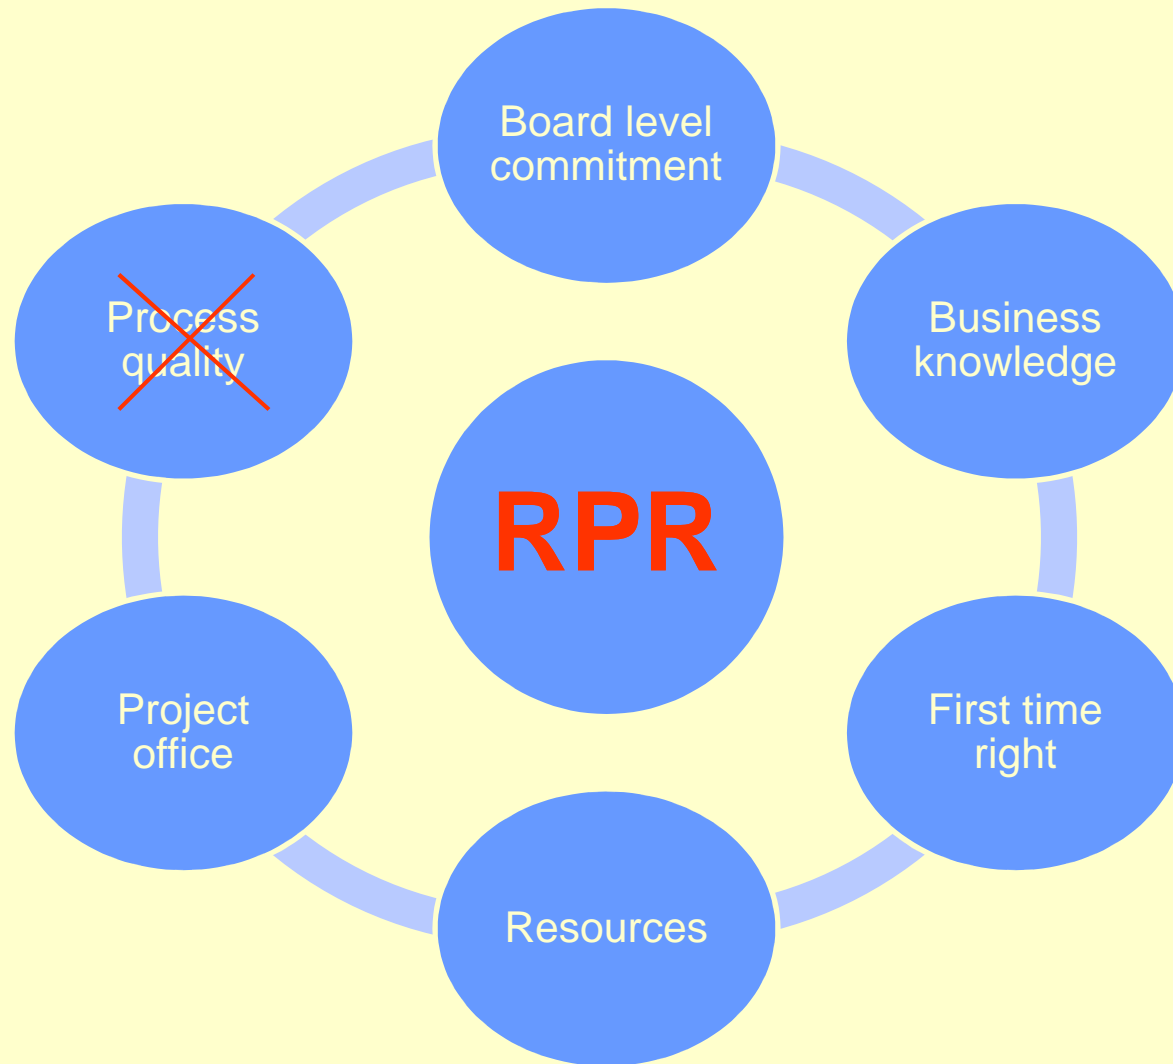 Board level
commitment
Business
knowledge
First time
right
Resources
Project
office
Process
quality
RPR